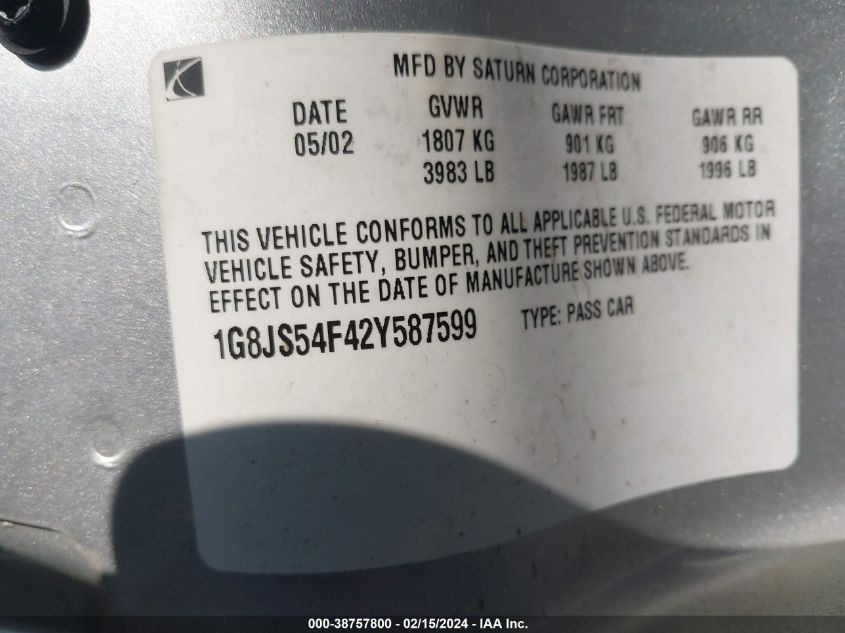 MFD BY SATURN CORPORATION
DATE GVWR GAWR FRT GAWR RR
05/02 1807 KG 901 KG 906 KG
3983 LB 1987 LB 1996 LB
THIS VEHICLE CONFORMS TO ALL APPLICABLE U.S. FEDERAL MOTOR
VEHICLE SAFETY, BUMPER, AND THEFT PREVENTION STANDARDS IN
EFFECT ON THE DATE OF MANUFACTURE SHOWN ABOVE.
1G8JS54F42Y587599 TYPE: PASS CAR
000-38757800 - 02/15/2024 - IAA Inc.